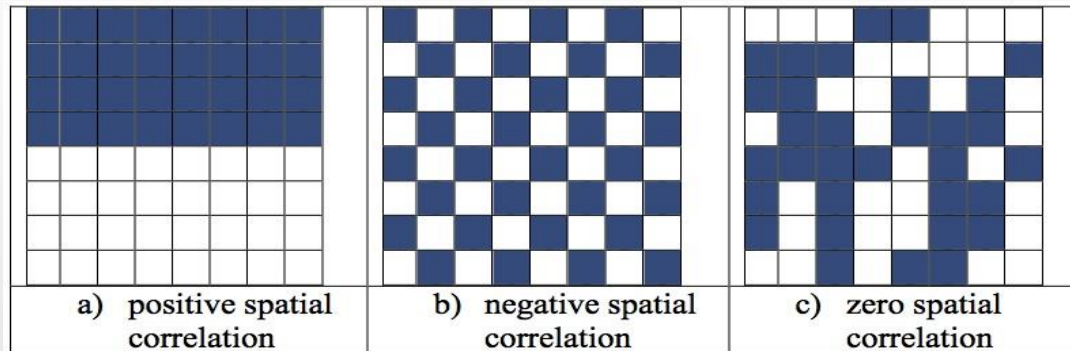 a) positive spatial
correlation
b) negative spatial
correlation
c) zero spatial
correlation